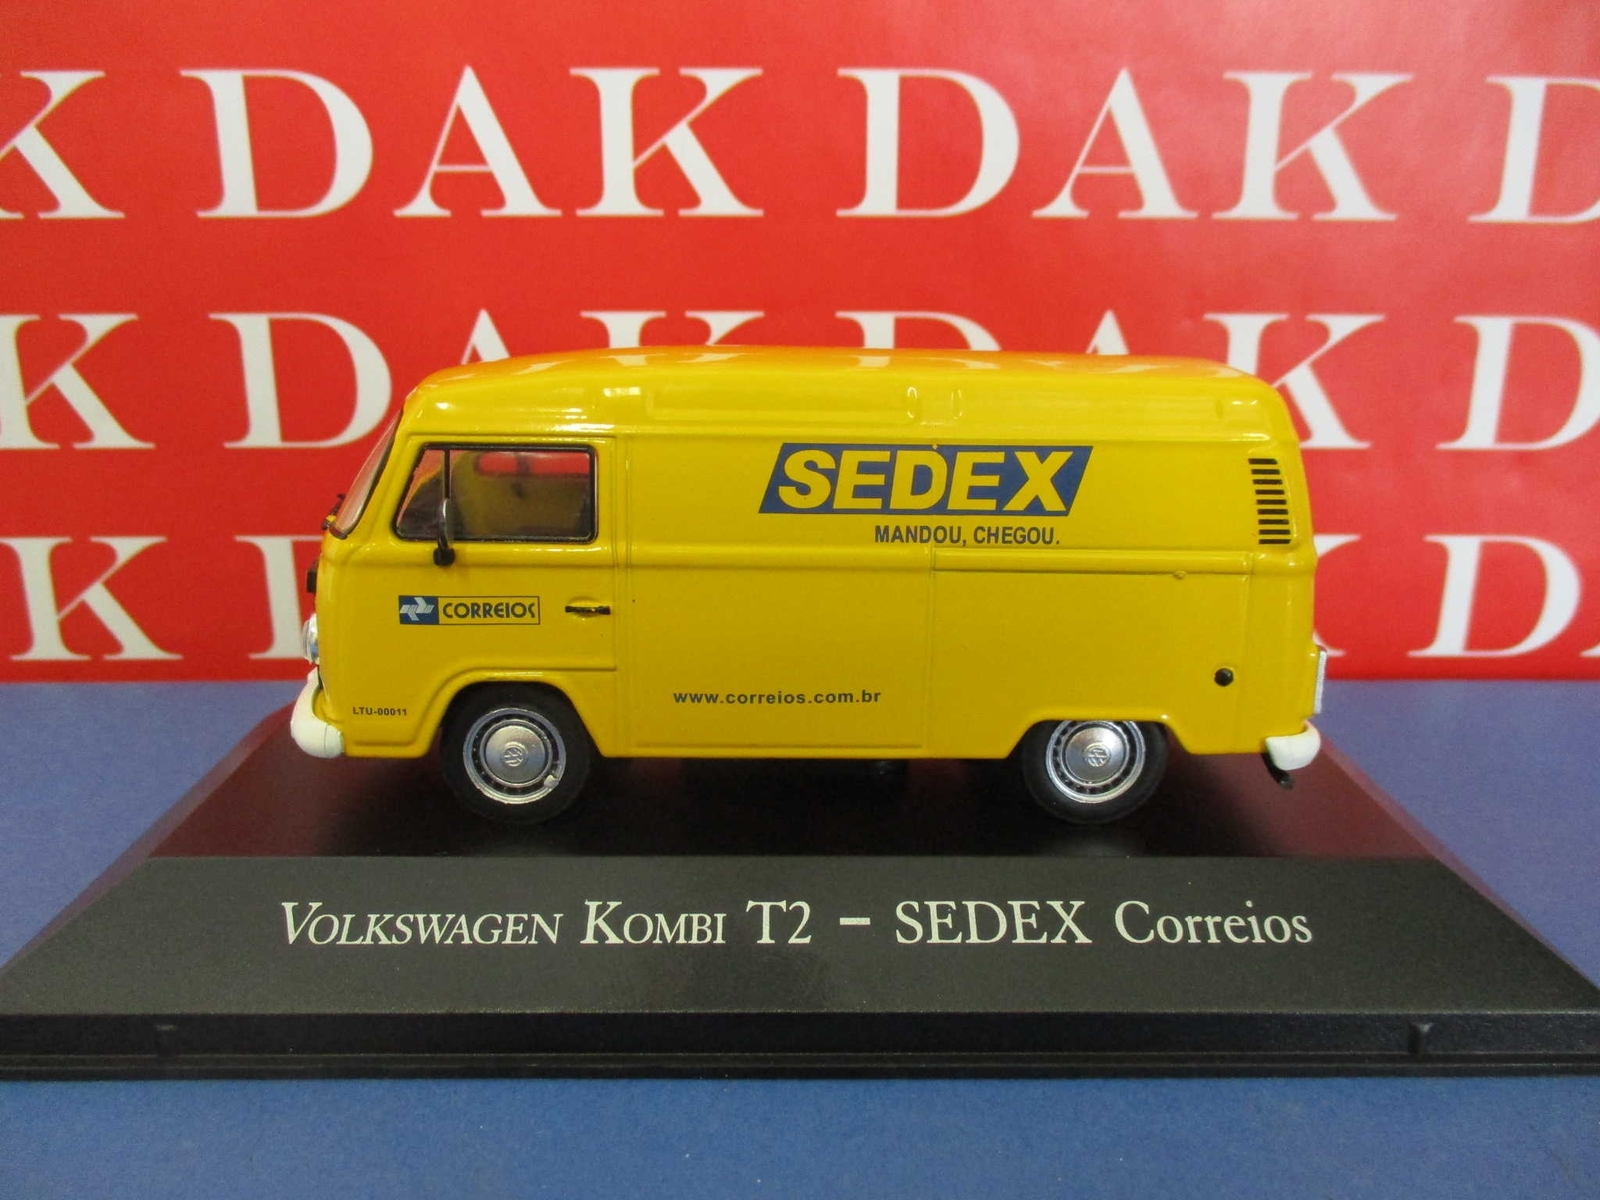 K DAK DAK D
K DAK DAK D
K DAK DAK D
SEDEX
MANDOU, CHEGOU.
CORREIOS
www.correios.com.br
LTU-00011
VOLKSWAGEN KOMBI T2 – SEDEX Correios